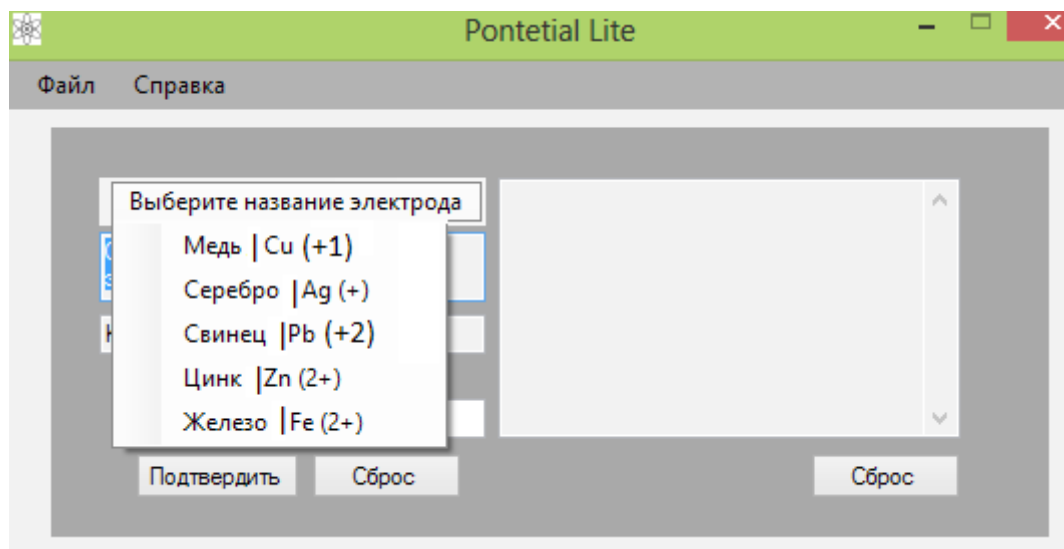 Pontetial Lite
Файл Справка
Выберите название электрода
Медь |Cu (+1)
Серебро |Ag (+)
Свинец |Pb (+2)
Цинк |Zn (2+)
Железо |Fe (2+)
Подтвердить Сброс Сброс